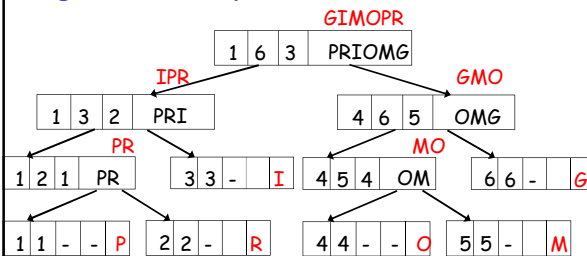 GIMOPR
1 6 3 PRIOMG
IPR GMO
1 3 2 PRI 4 6 5 OMG
PR MO
1 2 1 PR 3 3 - I 4 5 4 OM 6 6 - G
1 1 - - P 2 2 - R 4 4 - - O 5 5 - M